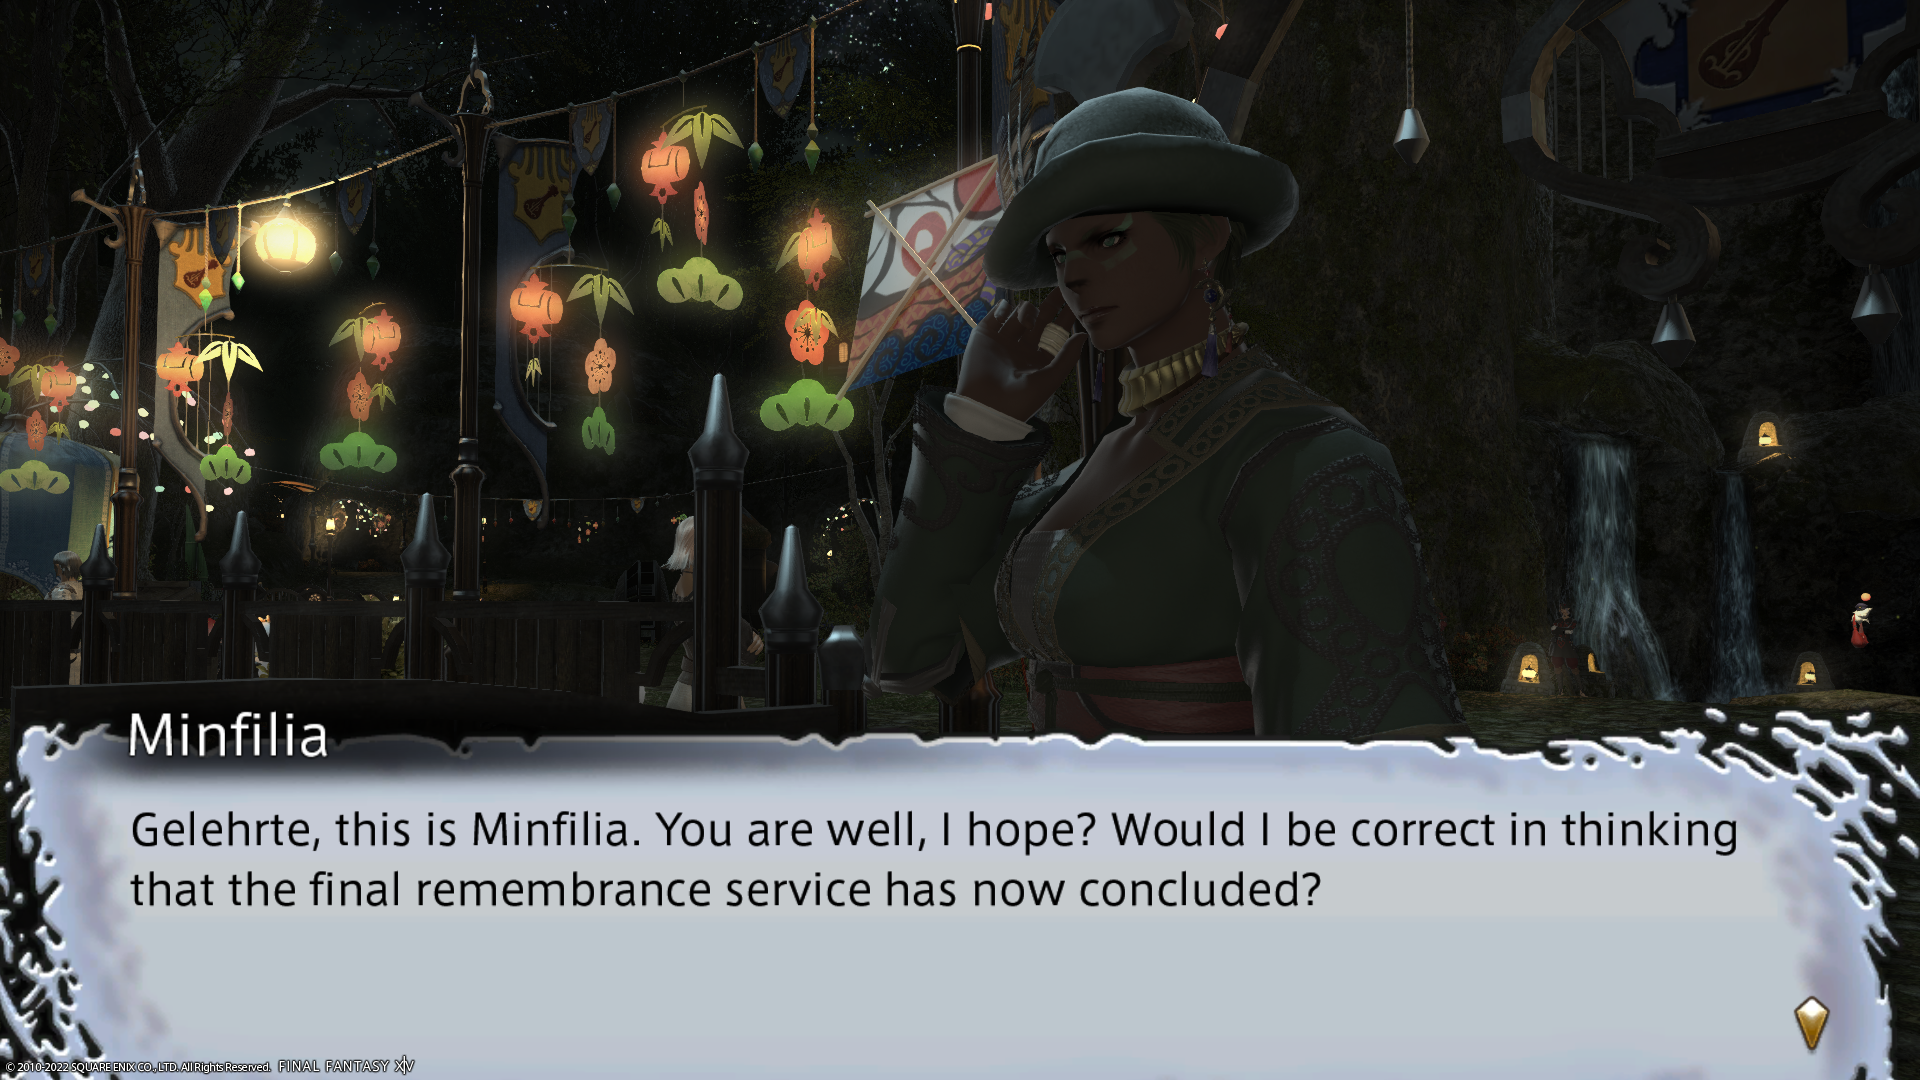 Minfilia
Gelehrte, this is Minfilia. You are well, I hope? Would I be correct in thinking
that the final remembrance service has now concluded?
© 2010-2022 SQUARE ENIX CO., LTD. All Rights Reserved. FINAL FANTASY XIV